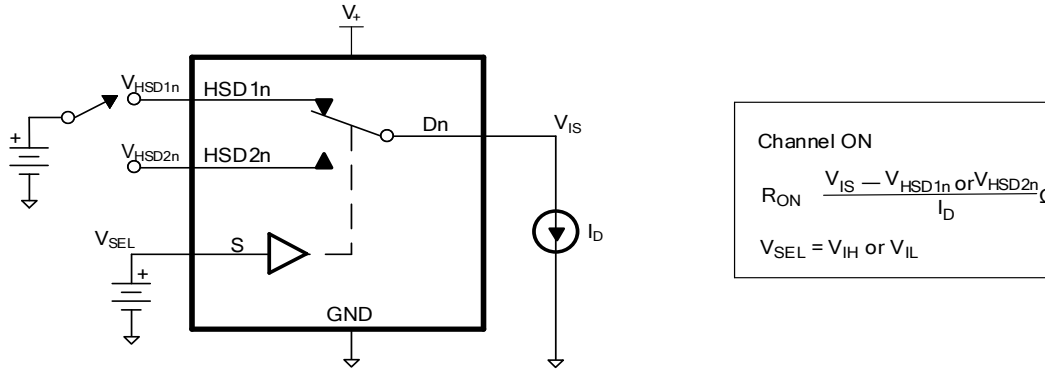 V+
VHSD1n
HSD1n
+
VHSD2n
HSD2n
Dn
VIS
VSEL
S
+
ID
GND
Channel ON
RON VIS — VHSD1n or VHSD2n
ID
VSEL = VIH or VIL